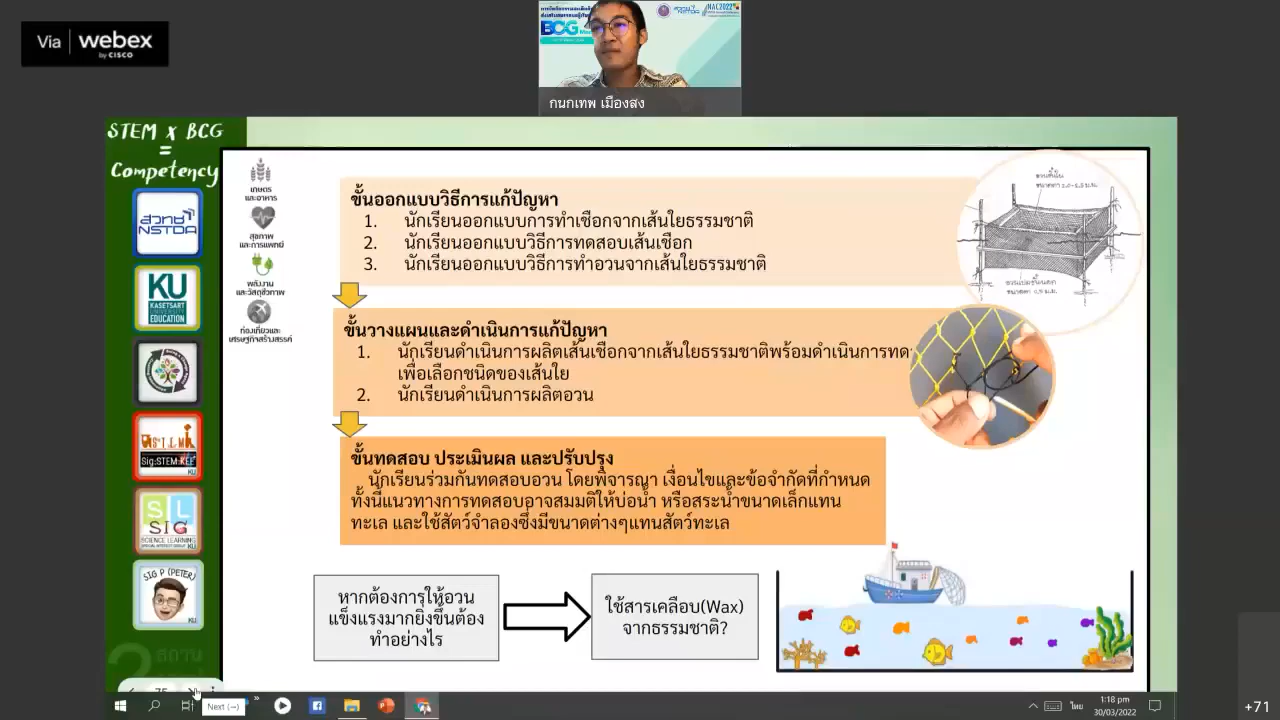 Via webex
by CISCO
BCG
NSTDA
NAC2022
กนกเทพ เมืองสง
STEM x BCG
=
Competency
สวทช
NSTDA
KU
KASETSART
UNIVERSITY
EDUCATION
STEM
Sig:STEM:KEE
KU
SL
SIG
SCIENCE LEARNING
SPECIAL INTEREST GROUP KU
SIG P (PETER)
KU
เกษตร
และอาหาร
สุขภาพ
และการแพทย์
พลังงาน
และวัสดุชีวภาพ
ท่องเที่ยวและ
เศรษฐกิจสร้างสรรค์
ขั้นออกแบบวิธีการแก้ปัญหา
1. นักเรียนออกแบบการทำเชือกจากเส้นใยธรรมชาติ
2. นักเรียนออกแบบวิธีการทดสอบเส้นเชือก
3. นักเรียนออกแบบวิธีการทำอวนจากเส้นใยธรรมชาติ
ขั้นวางแผนและดำเนินการแก้ปัญหา
1. นักเรียนดำเนินการผลิตเส้นเชือกจากเส้นใยธรรมชาติพร้อมดำเนินการทด
เพื่อเลือกชนิดของเส้นใย
2. นักเรียนดำเนินการผลิตอวน
ขั้นทดสอบ ประเมินผล และปรับปรุง
นักเรียนร่วมกันทดสอบอวน โดยพิจารณา เงื่อนไขและข้อจำกัดที่กำหนด
ทั้งนี้แนวทางการทดสอบอาจสมมติให้บ่อน้ำ หรือสระน้ำขนาดเล็กแทน
ทะเล และใช้สัตว์จำลองซึ่งมีขนาดต่างๆแทนสัตว์ทะเล
หากต้องการให้อวน
แข็งแรงมากยิ่งขึ้นต้อง
ทำอย่างไร
ใช้สารเคลือบ(Wax)
จากธรรมชาติ?
75
Next (→)
ไทย
1:18 pm
30/03/2022
+71